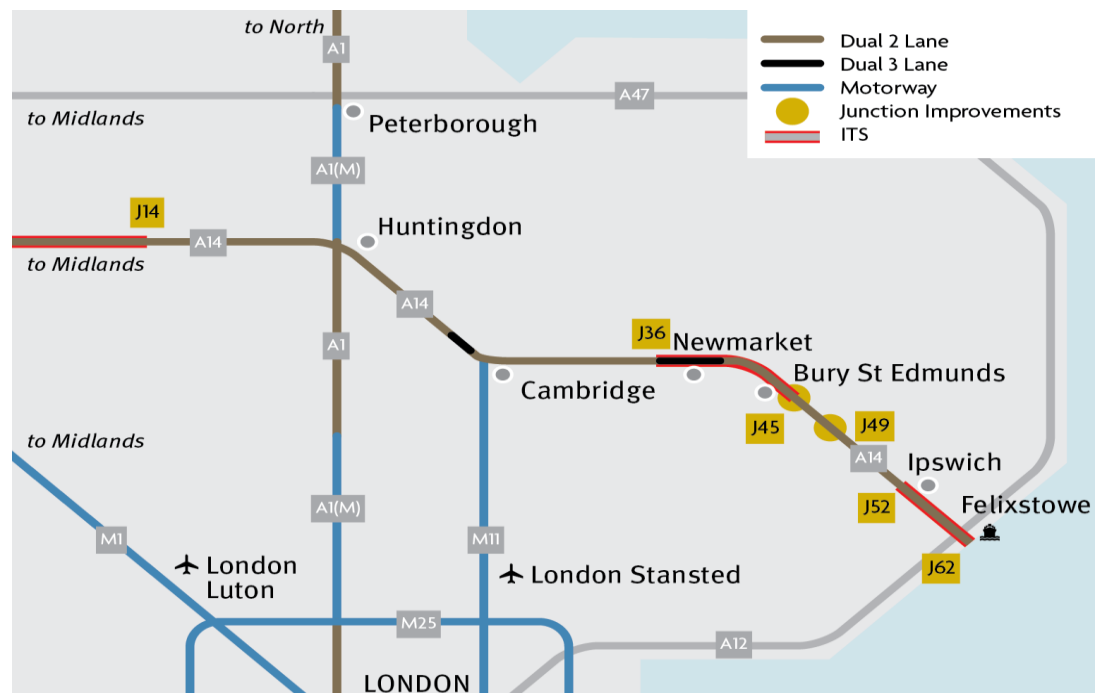 to North
A1
Dual 2 Lane
Dual 3 Lane
Motorway
Junction Improvements
ITS
A47
to Midlands
Peterborough
A1(M)
J14
Huntingdon
A14
to Midlands
A14
A1
J36
Newmarket
Cambridge
Bury St Edmunds
J45
J49
to Midlands
A14
Ipswich
J52
Felixstowe
A1(M)
M1
M11
London
Luton
London Stansted
J62
M25
A12
LONDON